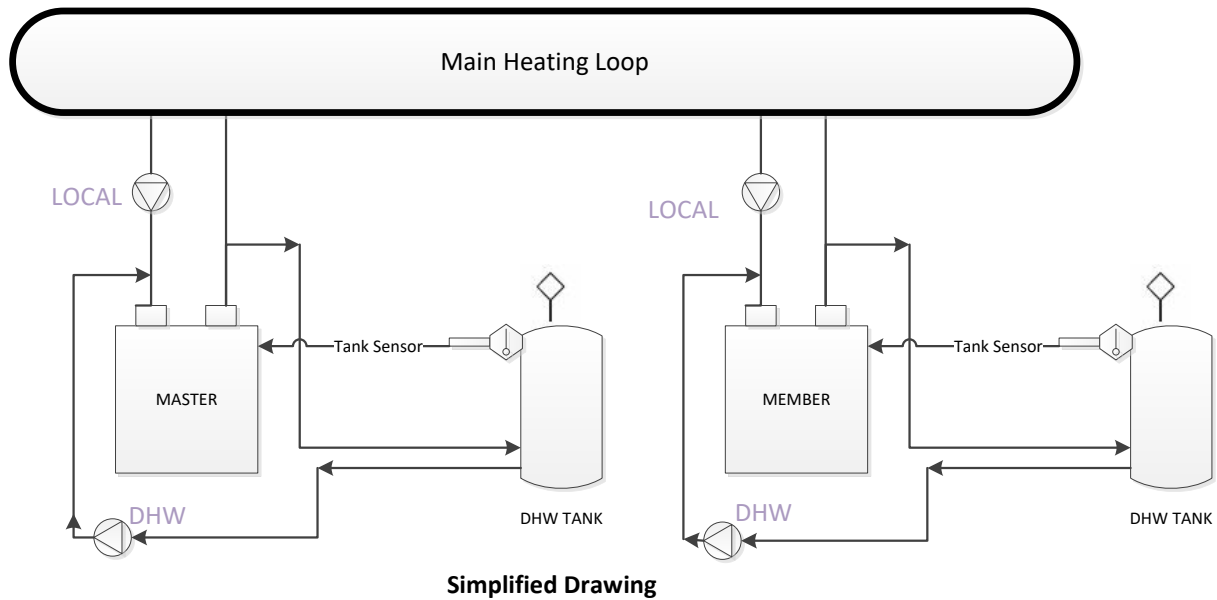 Main Heating Loop
LOCAL
LOCAL
Tank Sensor
Tank Sensor
MASTER
MEMBER
DHW
DHW
DHW TANK
DHW TANK
Simplified Drawing